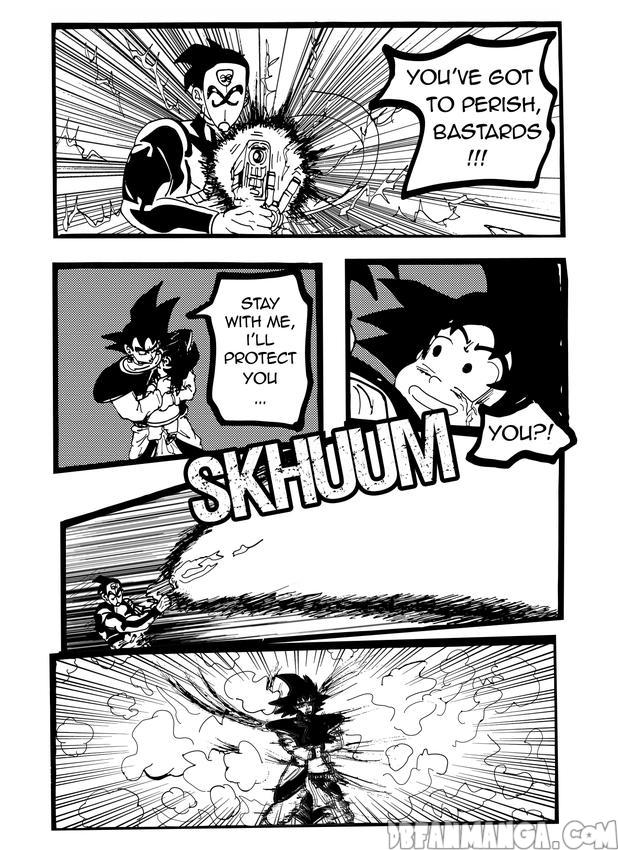 YOU'VE GOT
TO PERISH,
BASTARDS
!!!
STAY
WITH ME,
I'LL
PROTECT
YOU
...
YOU?!
SKHUUM
DBFANMANGA.COM